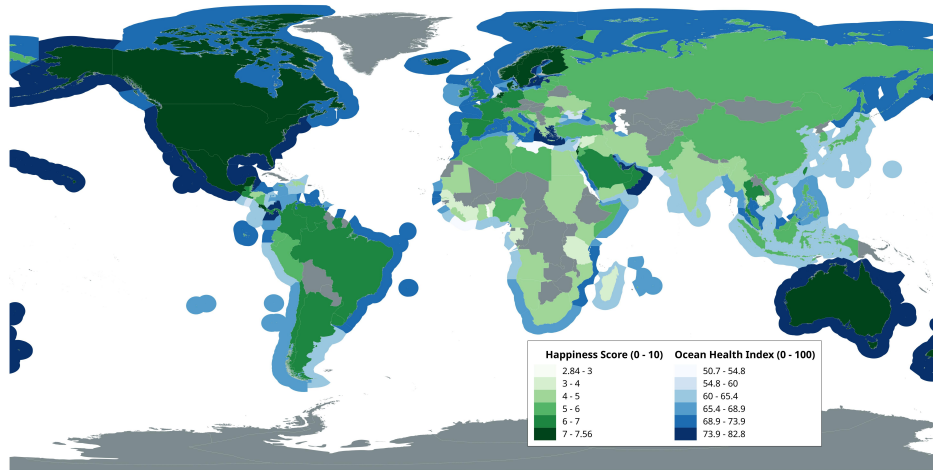 Happiness Score (0 - 10) Ocean Health Index (0 - 100)
2.84 - 3 50.7 - 54.8
3 - 4 54.8 - 60
4 - 5 60 - 65.4
5 - 6 65.4 - 68.9
6 - 7 68.9 - 73.9
7 - 7.56 73.9 - 82.8